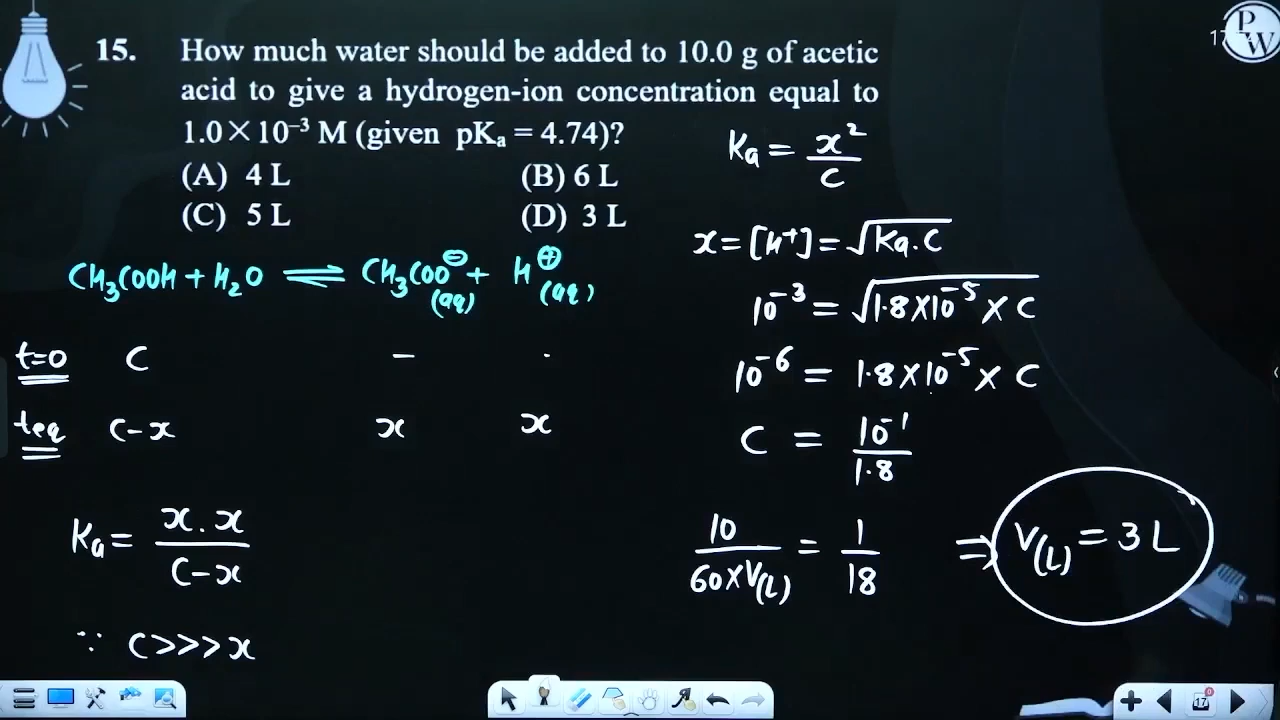 15. How much water should be added to 10.0 g of acetic
acid to give a hydrogen-ion concentration equal to
1.0×10⁻³ M (given pKₐ = 4.74)?
(A) 4 L (B) 6 L
(C) 5 L (D) 3 L
PW
CH₃COOH + H₂O ⇌ CH₃COO⊖(aq) + H⊕(aq)
t=0 C – ·
teq C-x x x
Ka = x.x / C-x
∵ C>>>x
Ka = x² / C
x = [H⁺] = √Ka.C
10⁻³ = √1.8×10⁻⁵ × C
10⁻⁶ = 1.8×10⁻⁵ × C
C = 10⁻¹ / 1.8
10 / 60×V(L) = 1 / 18 ⇒ V(L) = 3 L
17